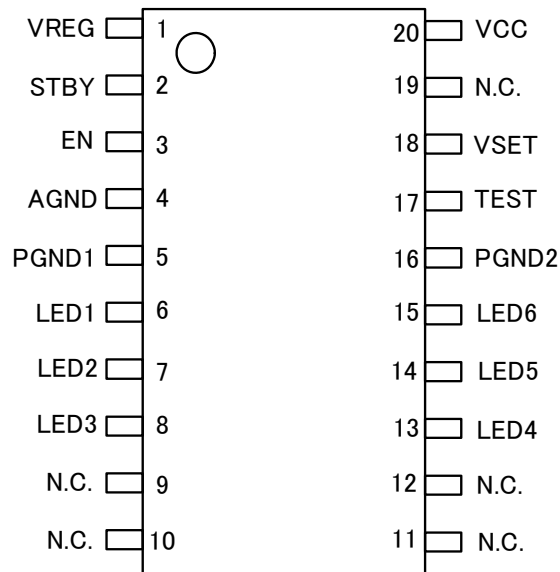 VREG 1 20 VCC
STBY 2 19 N.C.
EN 3 18 VSET
AGND 4 17 TEST
PGND1 5 16 PGND2
LED1 6 15 LED6
LED2 7 14 LED5
LED3 8 13 LED4
N.C. 9 12 N.C.
N.C. 10 11 N.C.